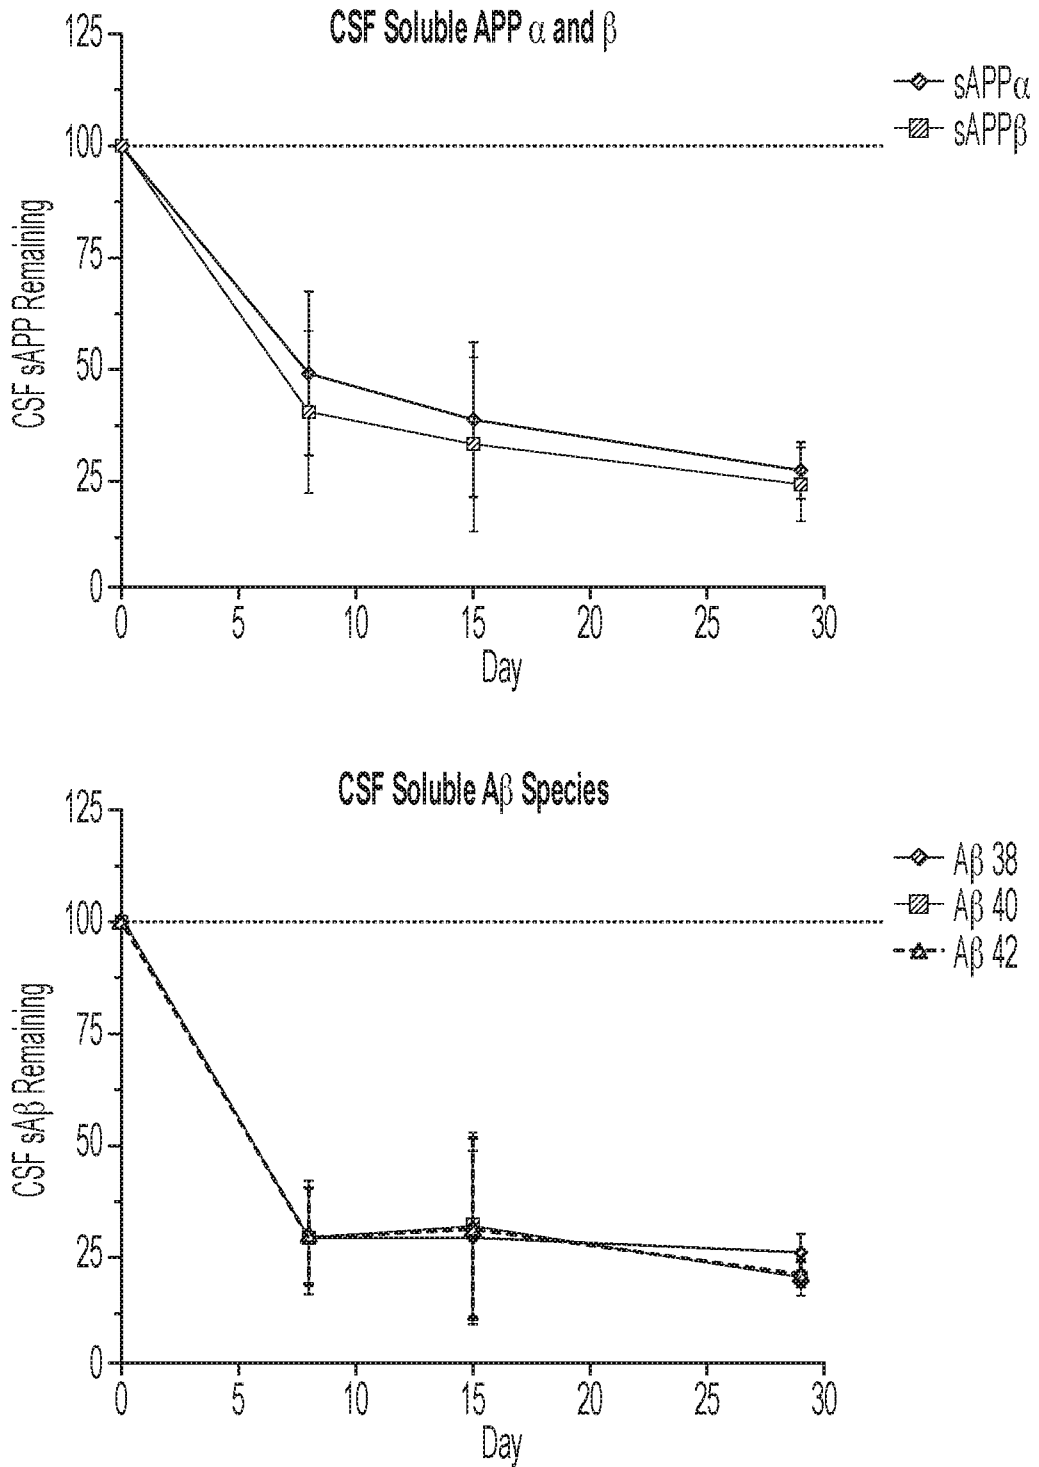 CSF Soluble APP α and β
125
100
75
50
25
0
CSF sAPP Remaining
0 5 10 15 20 25 30
Day
sAPPα
sAPPβ
CSF Soluble Aβ Species
125
100
75
50
25
0
CSF sAβ Remaining
0 5 10 15 20 25 30
Day
Aβ 38
Aβ 40
Aβ 42